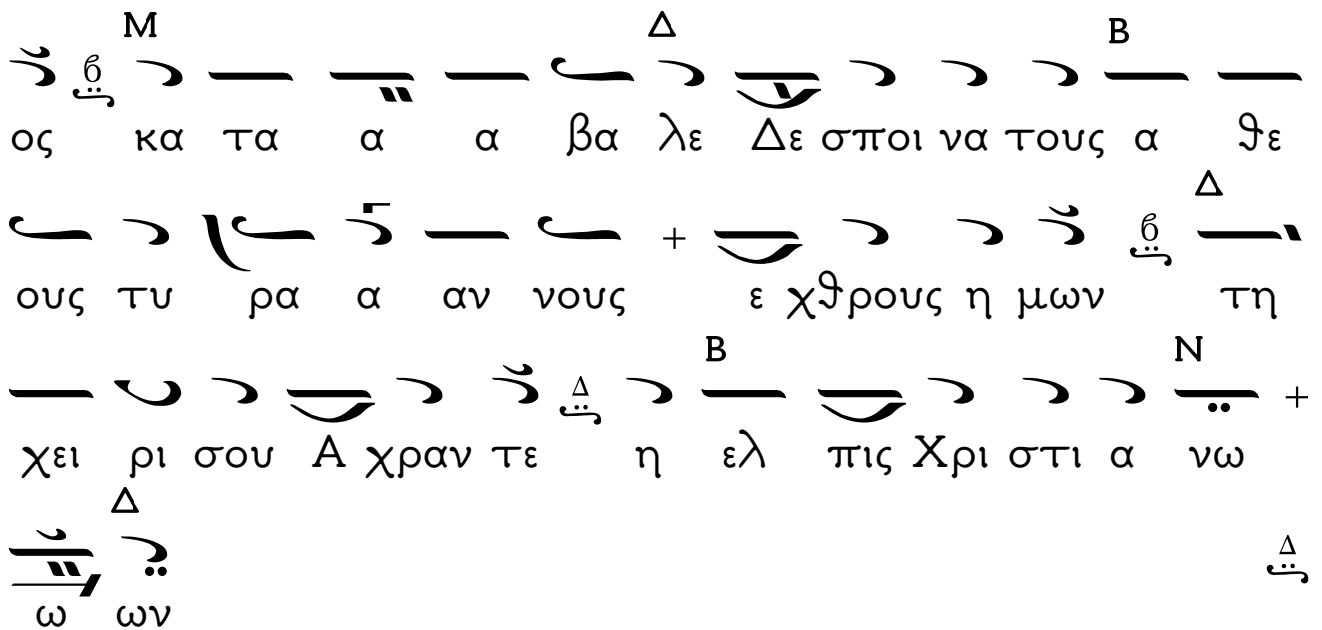 Μ Δ Β
ϐ
ος κα τα α α βα λε Δε σποι να τους α ϑε
Δ
+ ϐ
ους τυ ρα α αν νους ε χϑρους η μων τη
Β Ν
Δ +
χει ρι σου Α χραν τε η ελ πις Χρι στι α νω
Δ
Δ
ω ων